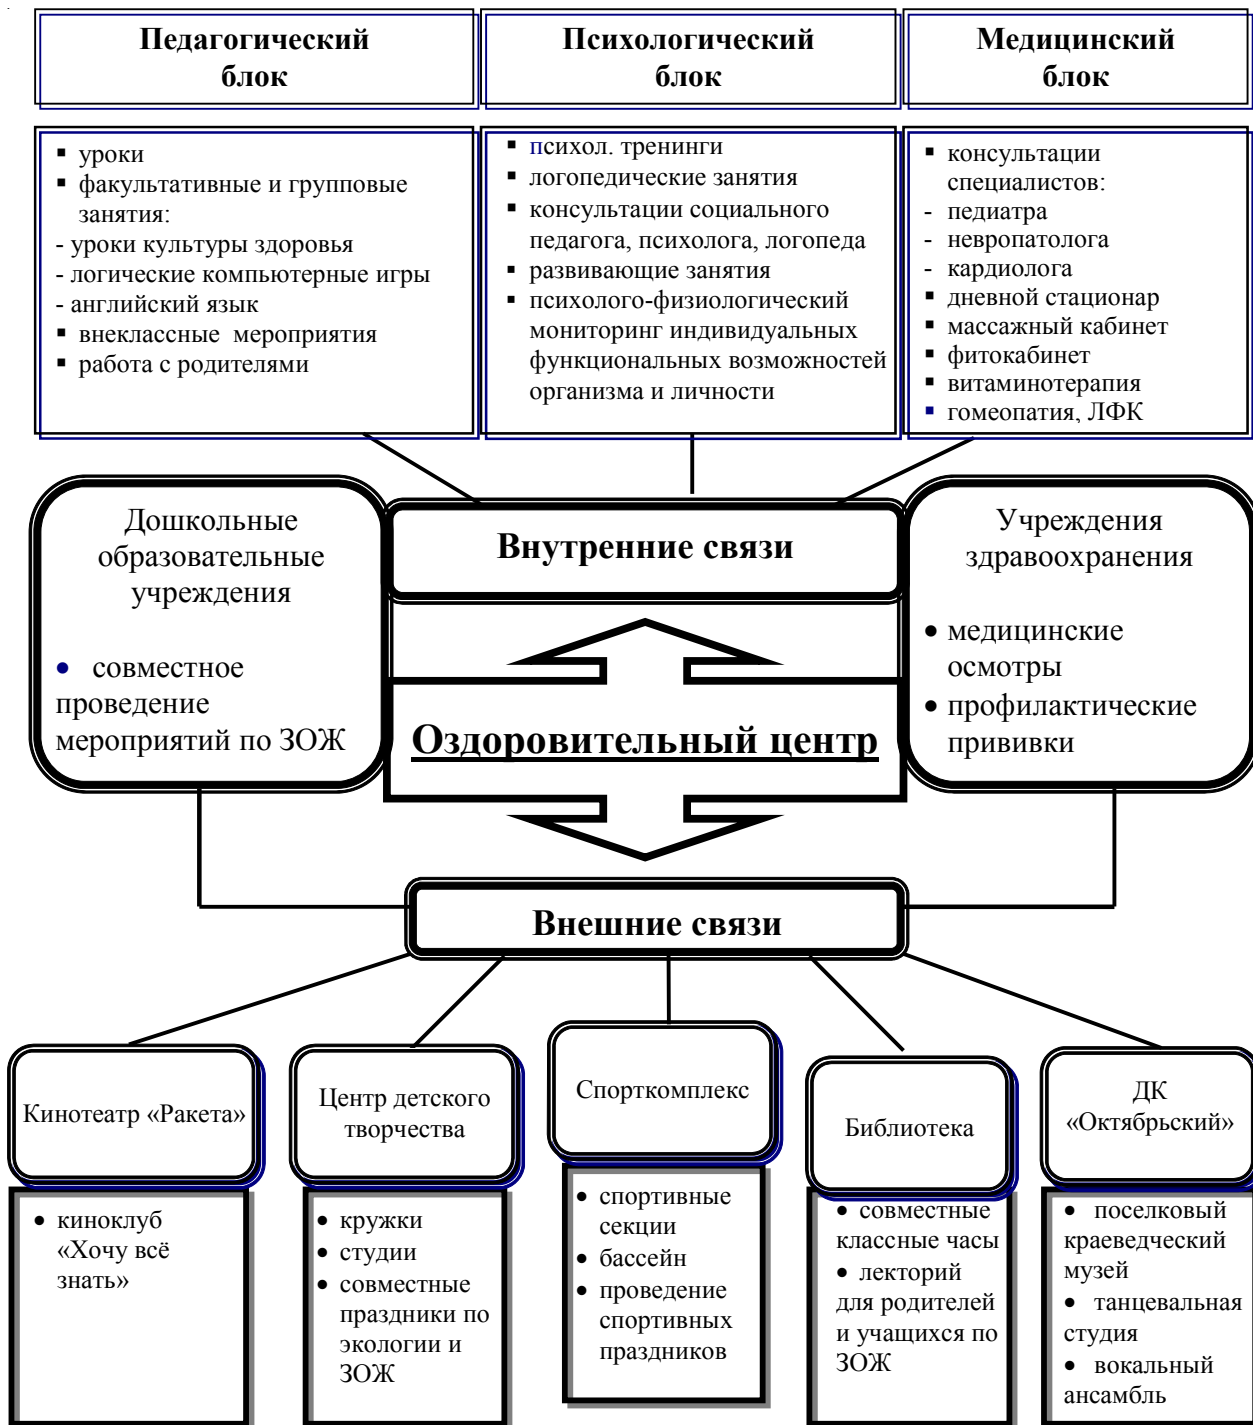 Педагогический
блок
Психологический
блок
Медицинский
блок
▪ уроки
▪ факультативные и групповые
занятия:
- уроки культуры здоровья
- логические компьютерные игры
- английский язык
▪ внеклассные мероприятия
▪ работа с родителями
▪ психол. тренинги
▪ логопедические занятия
▪ консультации социального
педагога, психолога, логопеда
▪ развивающие занятия
▪ психолого-физиологический
мониторинг индивидуальных
функциональных возможностей
организма и личности
▪ консультации
специалистов:
- педиатра
- невропатолога
- кардиолога
▪ дневной стационар
▪ массажный кабинет
▪ фитокабинет
▪ витаминотерапия
▪ гомеопатия, ЛФК
Дошкольные
образовательные
учреждения
• совместное
проведение
мероприятий по ЗОЖ
Внутренние связи
Учреждения
здравоохранения
• медицинские
осмотры
• профилактические
прививки
Оздоровительный центр
Внешние связи
Кинотеатр «Ракета»
Центр детского
творчества
Спорткомплекс
Библиотека
ДК
«Октябрьский»
• киноклуб
«Хочу всё
знать»
• кружки
• студии
• совместные
праздники по
экологии и
ЗОЖ
• спортивные
секции
• бассейн
• проведение
спортивных
праздников
• совместные
классные часы
• лекторий
для родителей
и учащихся по
ЗОЖ
• поселковый
краеведческий
музей
• танцевальная
студия
• вокальный
ансамбль